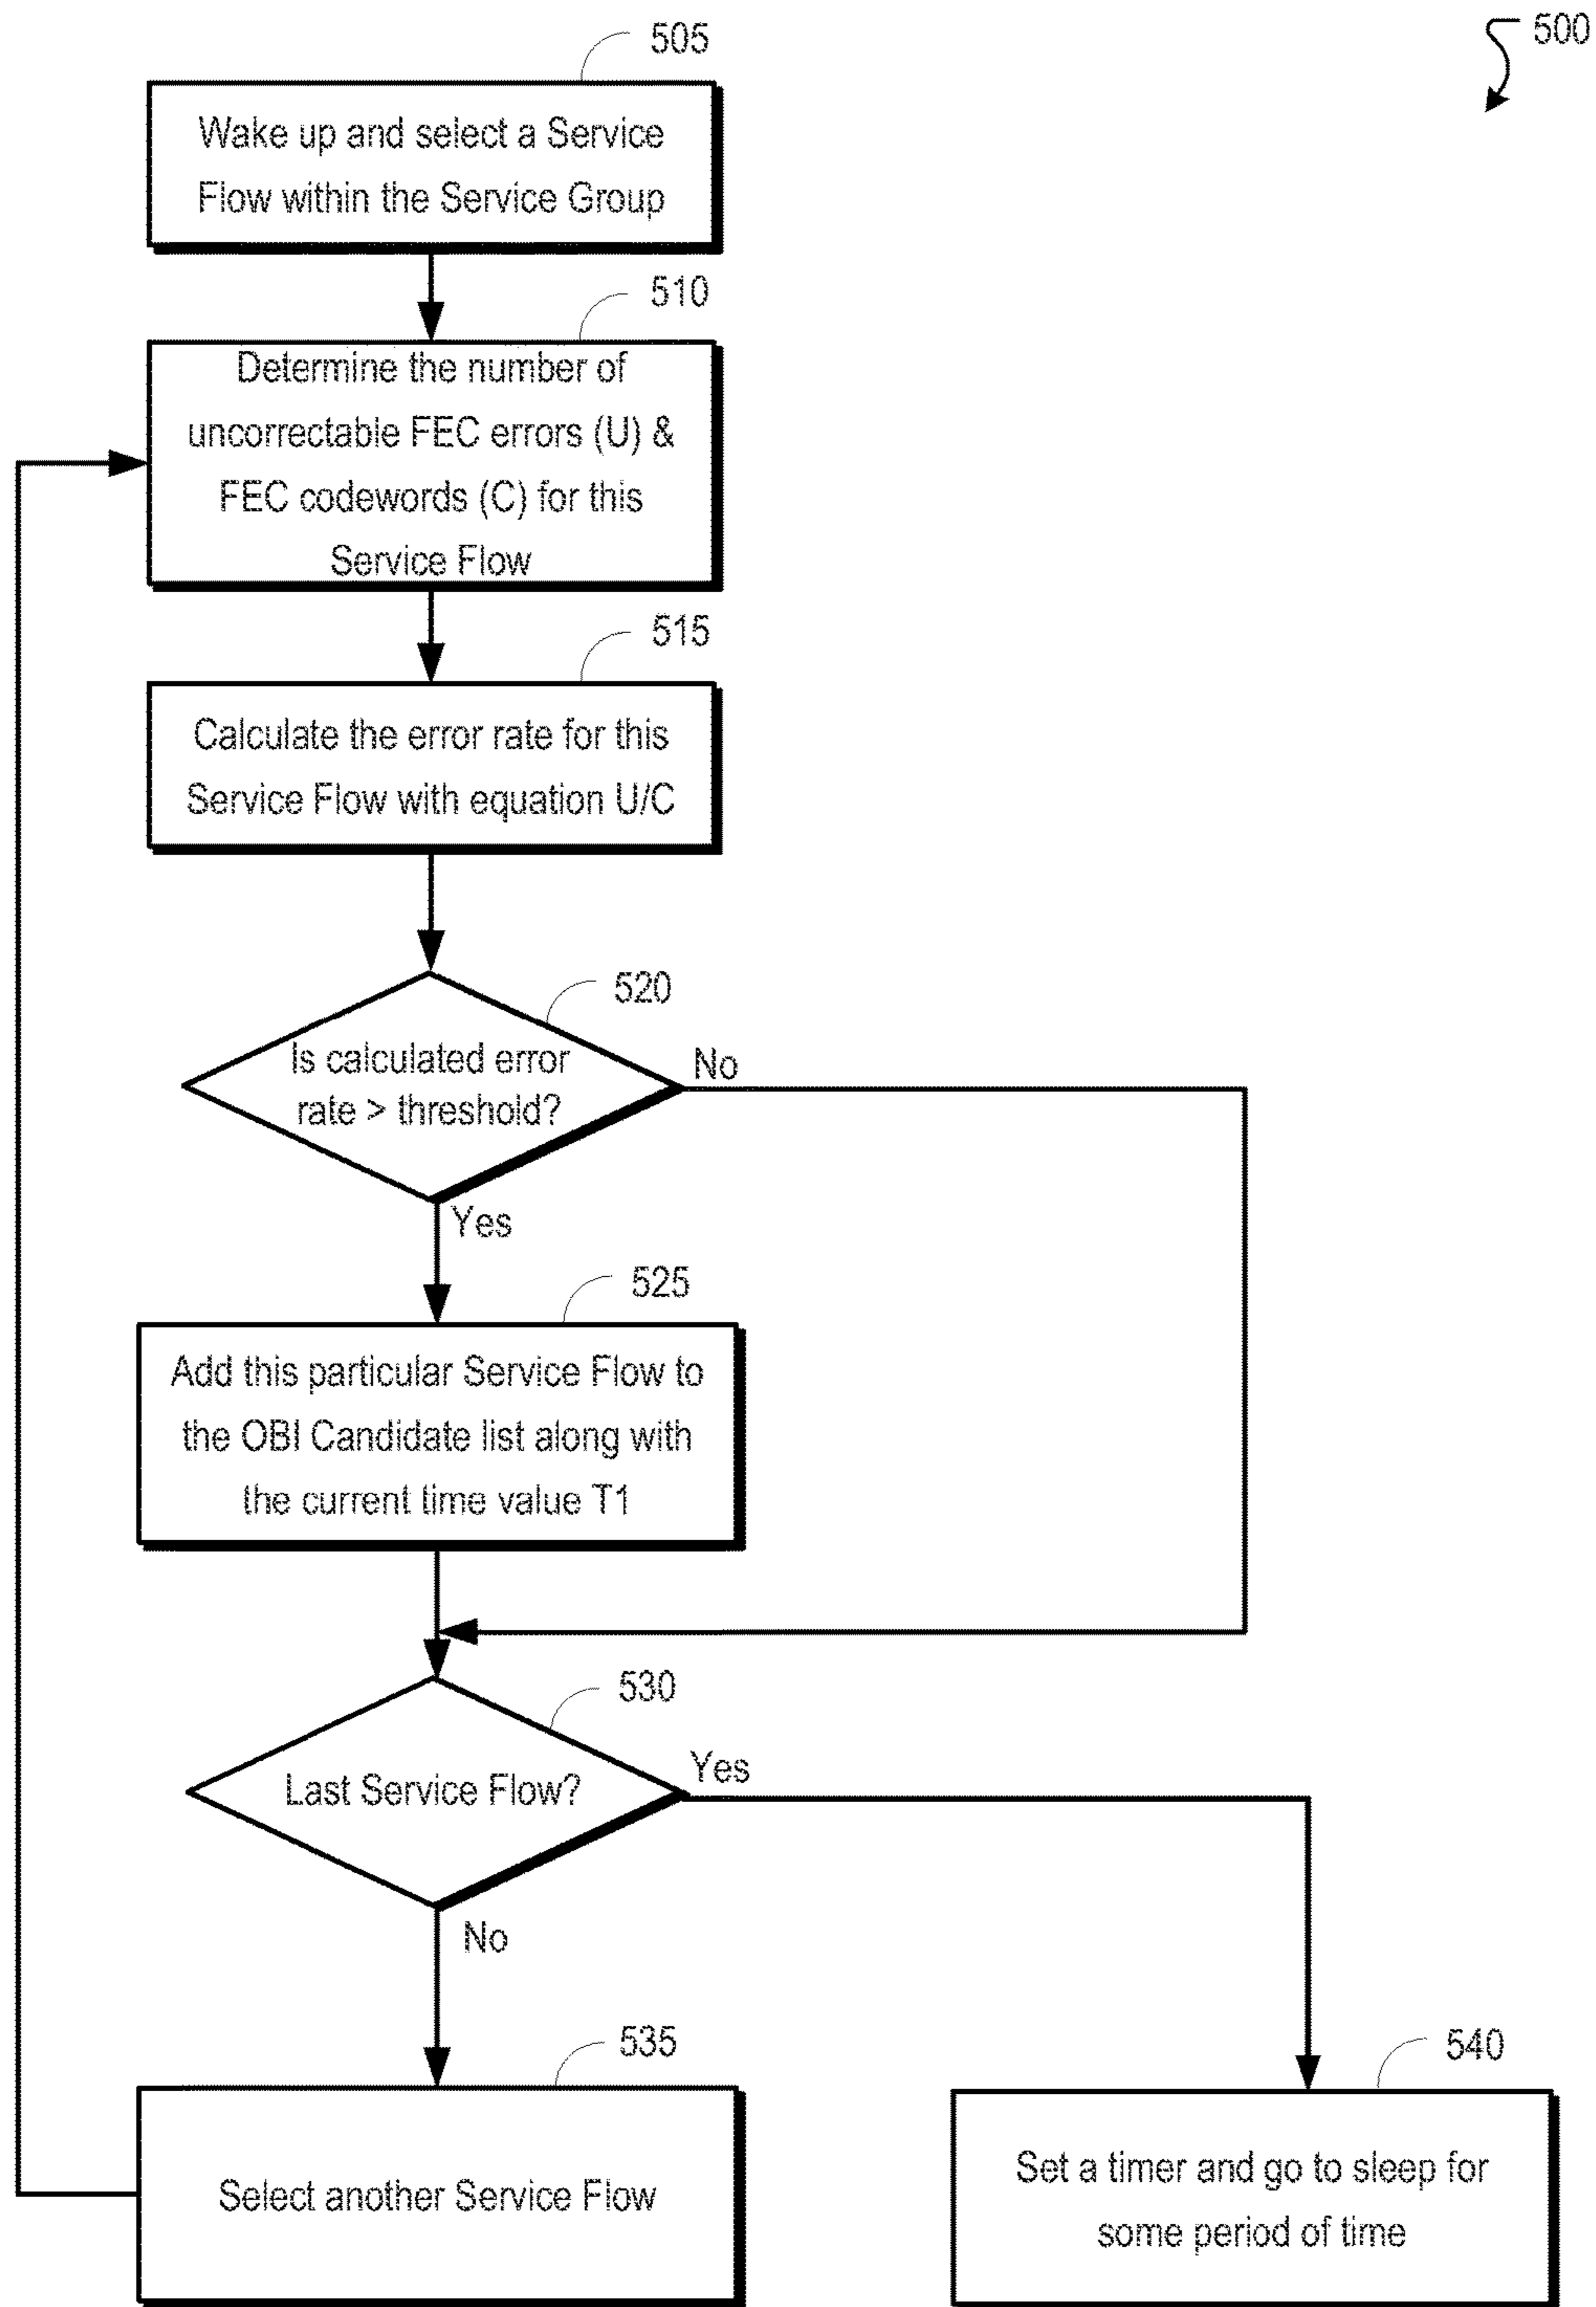 500
505
Wake up and select a Service
Flow within the Service Group
510
Determine the number of
uncorrectable FEC errors (U) &
FEC codewords (C) for this
Service Flow
515
Calculate the error rate for this
Service Flow with equation U/C
520
Is calculated error
rate > threshold?
No
Yes
525
Add this particular Service Flow to
the OBI Candidate list along with
the current time value T1
530
Last Service Flow?
Yes
No
535
Select another Service Flow
540
Set a timer and go to sleep for
some period of time